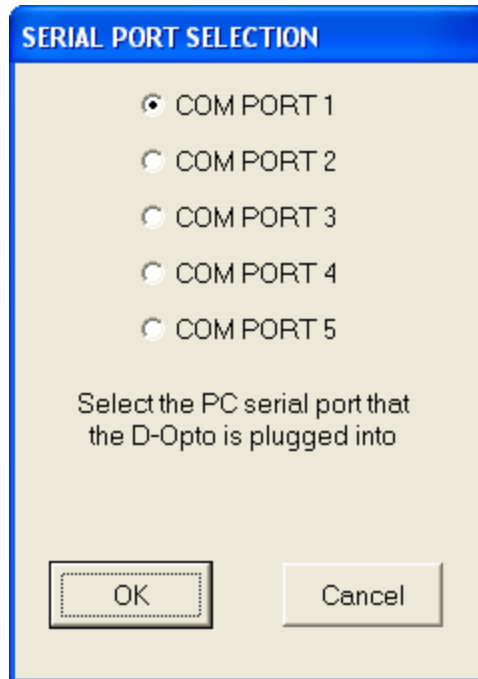 SERIAL PORT SELECTION
COM PORT 1
COM PORT 2
COM PORT 3
COM PORT 4
COM PORT 5
Select the PC serial port that
the D-Opto is plugged into
OK
Cancel